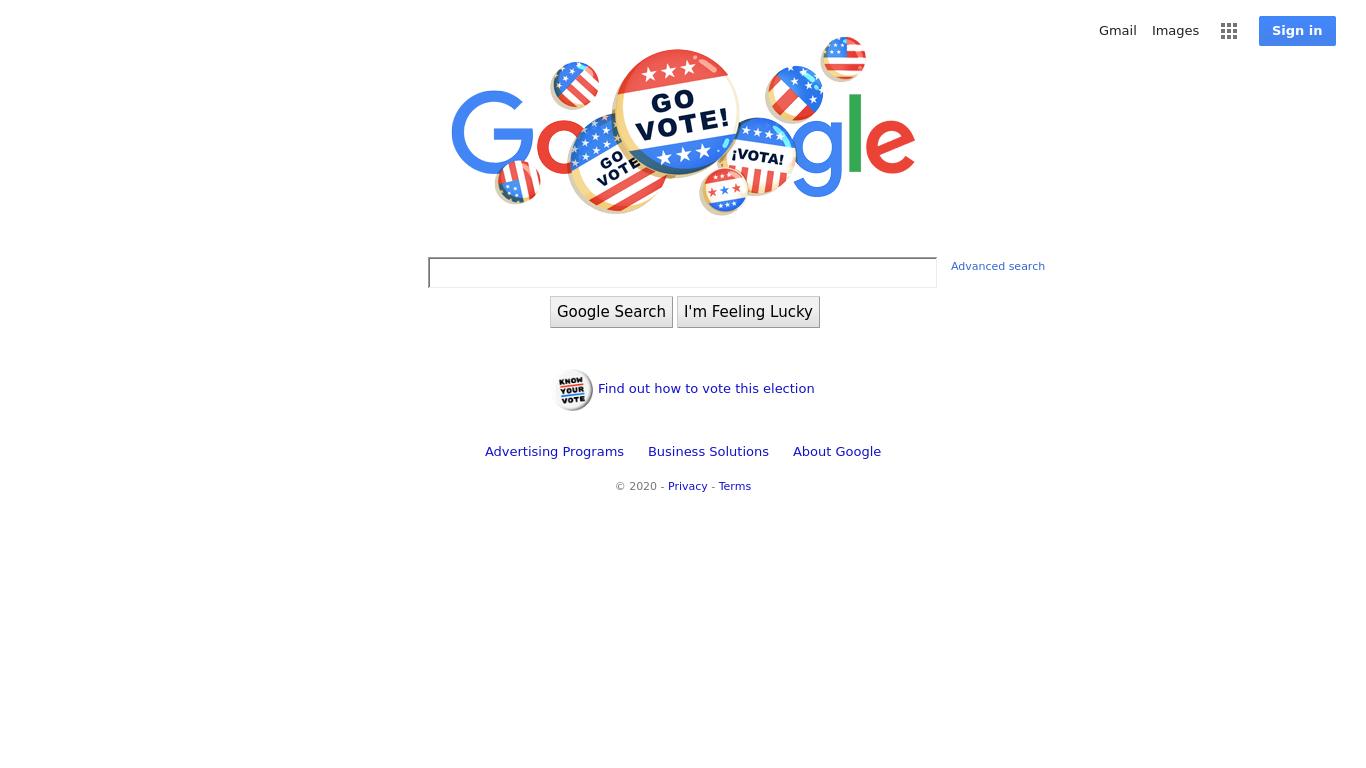 Gmail Images Sign in
Google
GO VOTE!
GO VOTE
¡VOTA!
Advanced search
Google Search I'm Feeling Lucky
KNOW YOUR VOTE
Find out how to vote this election
Advertising Programs Business Solutions About Google
© 2020 - Privacy - Terms